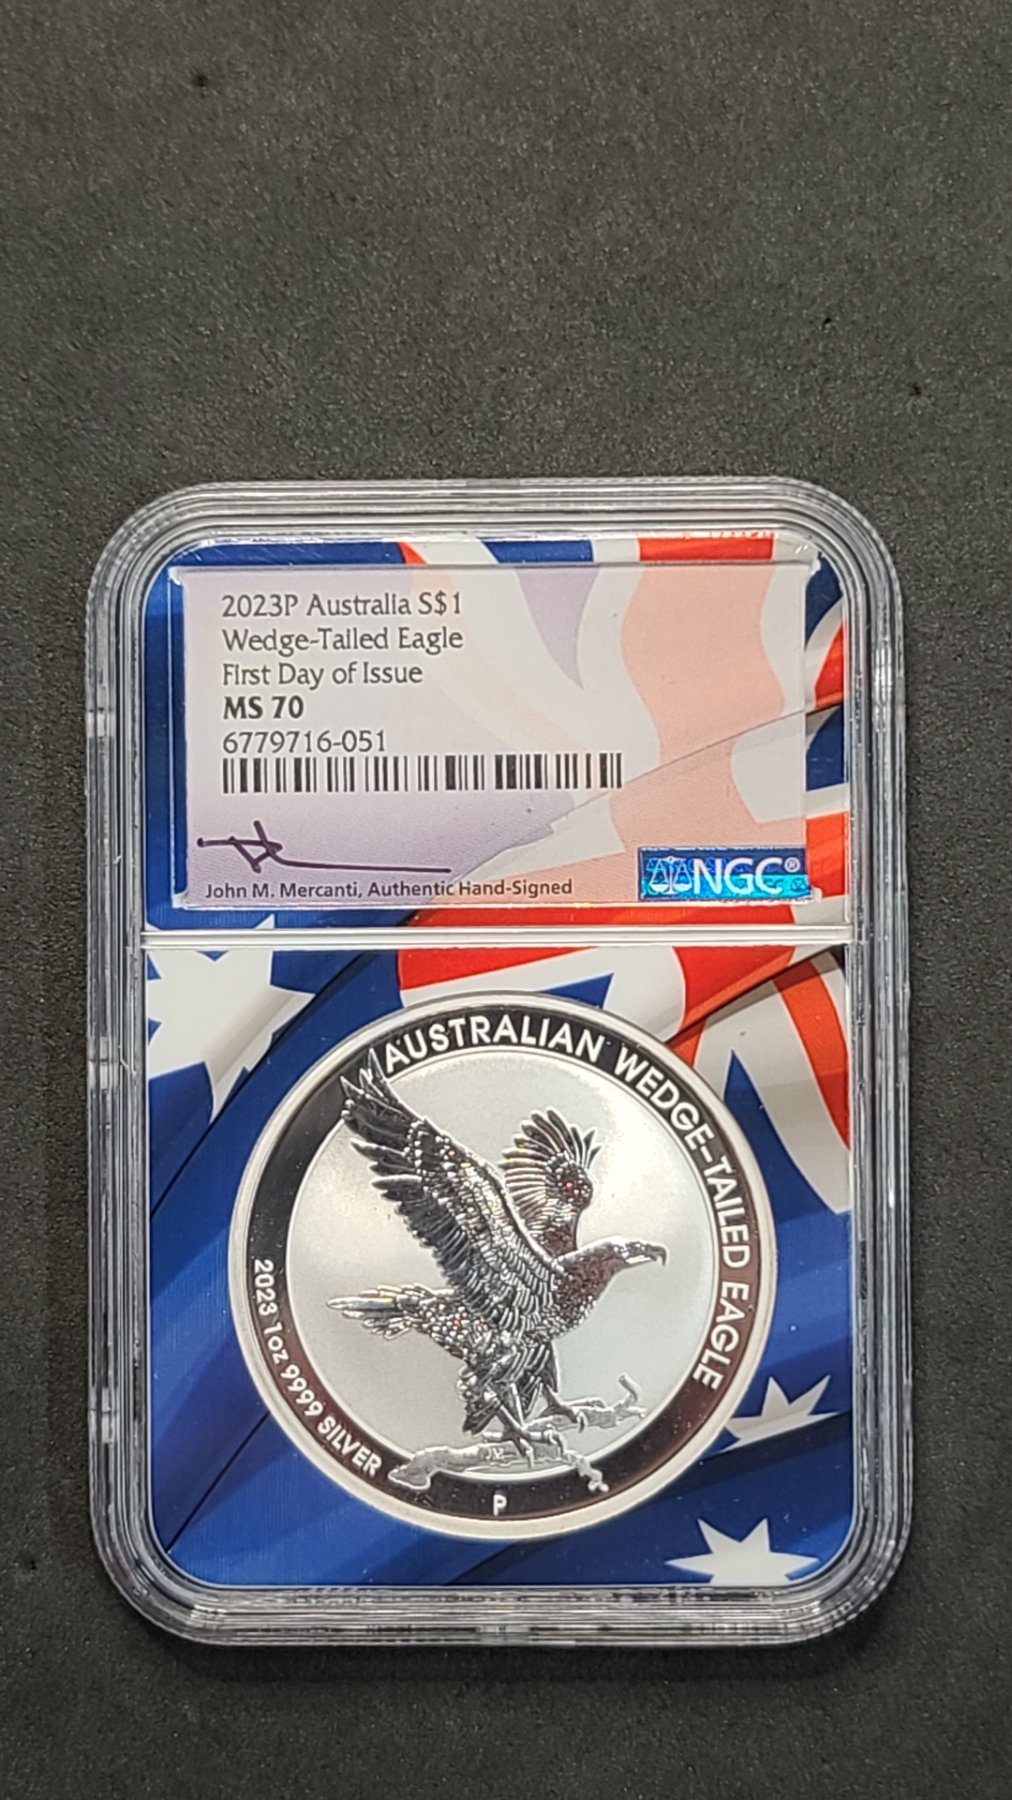 2023P Australia S$1
Wedge-Tailed Eagle
First Day of Issue
MS 70
6779716-051
John M. Mercanti, Authentic Hand-Signed
NGC®
AUSTRALIAN WEDGE-TAILED EAGLE
2023 1oz 9999 SILVER
P